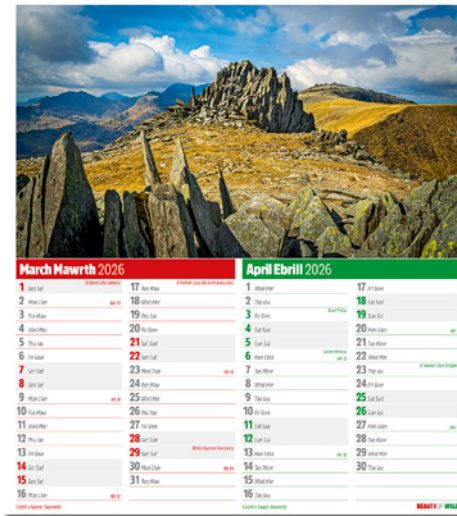 March Mawrth 2026
1 Sun Sul
2 Mon Llun
3 Tue Maw
4 Wed Mer
5 Thu Iau
6 Fri Gwe
7 Sat Sad
8 Sun Sul
9 Mon Llun
10 Tue Maw
11 Wed Mer
12 Thu Iau
13 Fri Gwe
14 Sat Sad
15 Sun Sul
16 Mon Llun
17 Tue Maw
18 Wed Mer
19 Thu Iau
20 Fri Gwe
21 Sat Sad
22 Sun Sul
23 Mon Llun
24 Tue Maw
25 Wed Mer
26 Thu Iau
27 Fri Gwe
28 Sat Sad
29 Sun Sul
30 Mon Llun
31 Tue Maw
April Ebrill 2026
1 Wed Mer
2 Thu Iau
3 Fri Gwe Good Friday
4 Sat Sad
5 Sun Sul
6 Mon Llun Easter Monday
7 Tue Maw
8 Wed Mer
9 Thu Iau
10 Fri Gwe
11 Sat Sad
12 Sun Sul
13 Mon Llun
14 Tue Maw
15 Wed Mer
16 Thu Iau
17 Fri Gwe
18 Sat Sad
19 Sun Sul
20 Mon Llun
21 Tue Maw
22 Wed Mer
23 Thu Iau
24 Fri Gwe
25 Sat Sad
26 Sun Sul
27 Mon Llun
28 Tue Maw
29 Wed Mer
30 Thu Iau
BEAUTY OF WALE